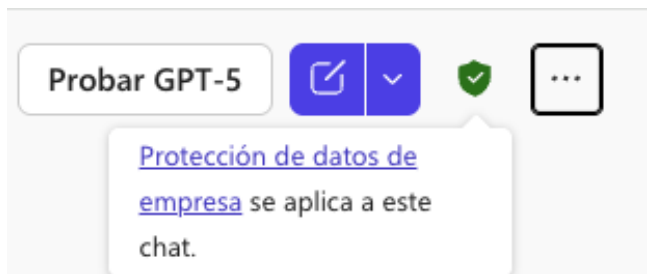 Probar GPT-5
Protección de datos de
empresa se aplica a este
chat.